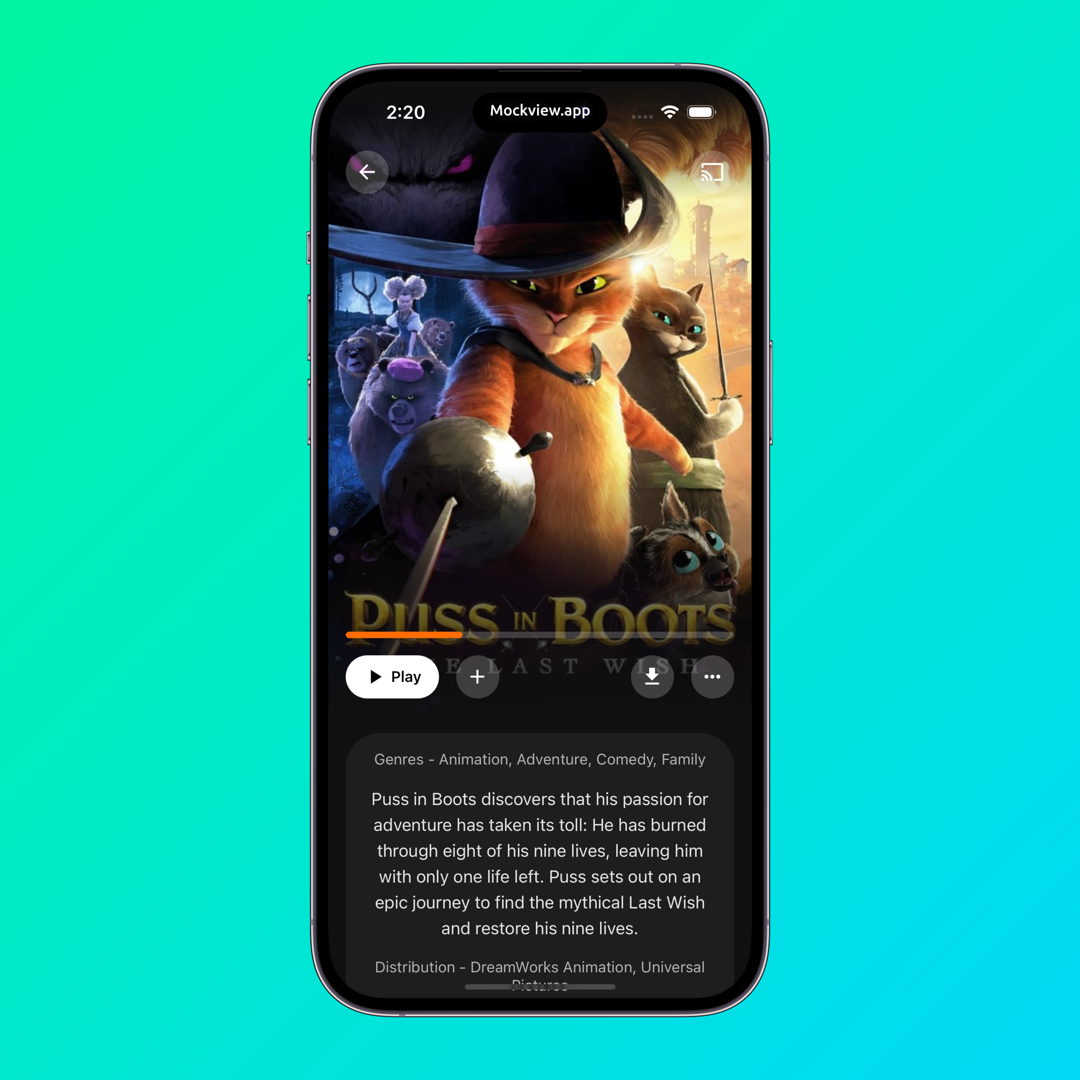 2:20
Mockview.app
PUSS IN BOOTS
E LAST WISH
Play
Genres - Animation, Adventure, Comedy, Family
Puss in Boots discovers that his passion for
adventure has taken its toll: He has burned
through eight of his nine lives, leaving him
with only one life left. Puss sets out on an
epic journey to find the mythical Last Wish
and restore his nine lives.
Distribution - DreamWorks Animation, Universal
Pictures